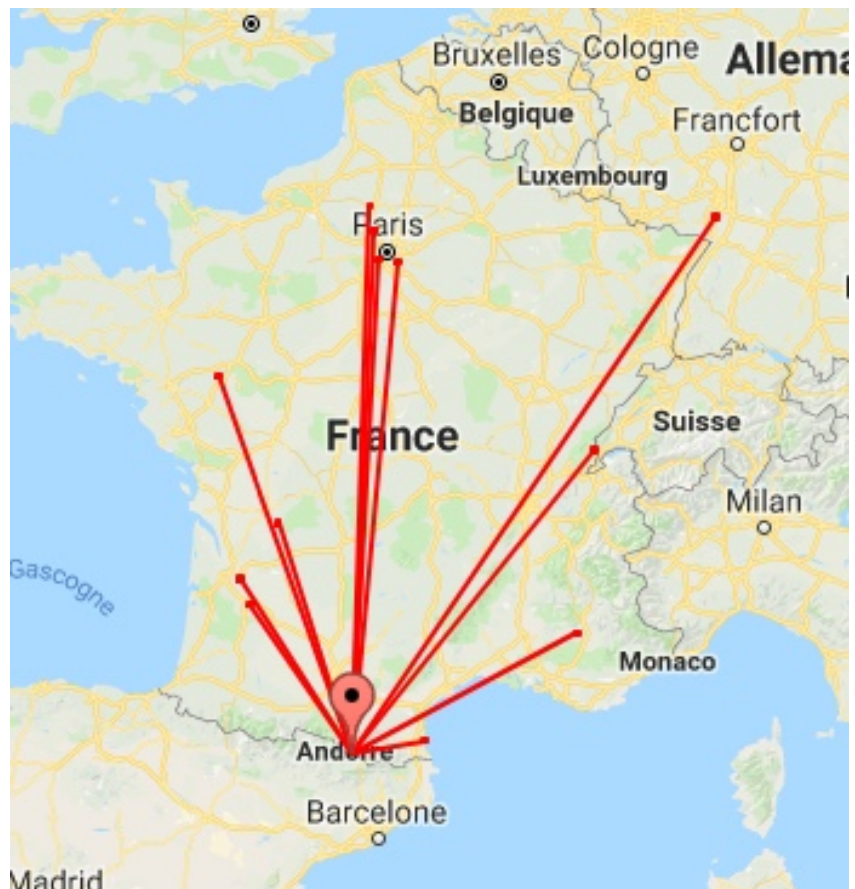 Bruxelles
Cologne
Allema
Belgique
Francfort
Luxembourg
Paris
France
Suisse
Milan
Gascogne
Monaco
Andorre
Barcelone
Madrid